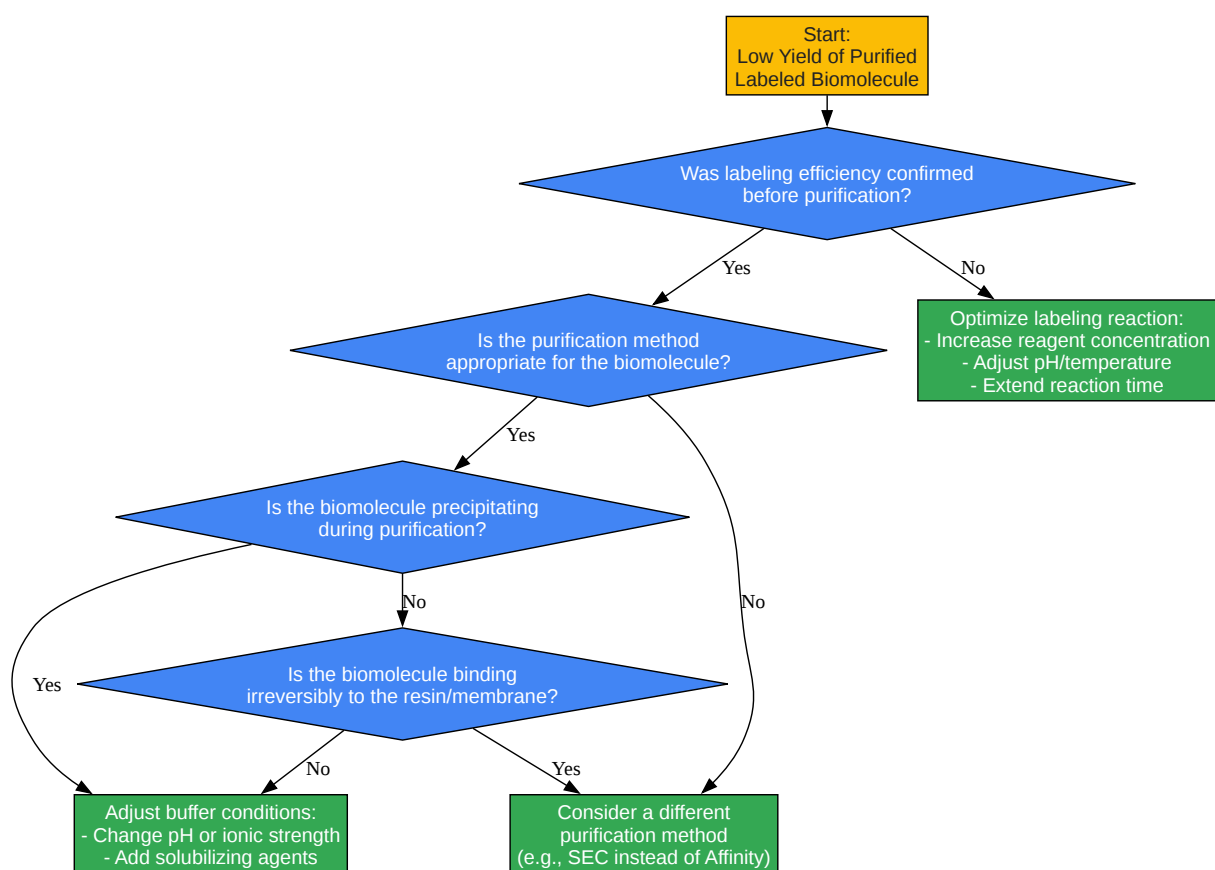 Start:
Low Yield of Purified
Labeled Biomolecule
Was labeling efficiency confirmed
before purification?
Yes
No
Is the purification method
appropriate for the biomolecule?
Optimize labeling reaction:
- Increase reagent concentration
- Adjust pH/temperature
- Extend reaction time
Yes
No
Is the biomolecule precipitating
during purification?
No
Yes
Is the biomolecule binding
irreversibly to the resin/membrane?
No
Yes
Adjust buffer conditions:
- Change pH or ionic strength
- Add solubilizing agents
Consider a different
purification method
(e.g., SEC instead of Affinity)